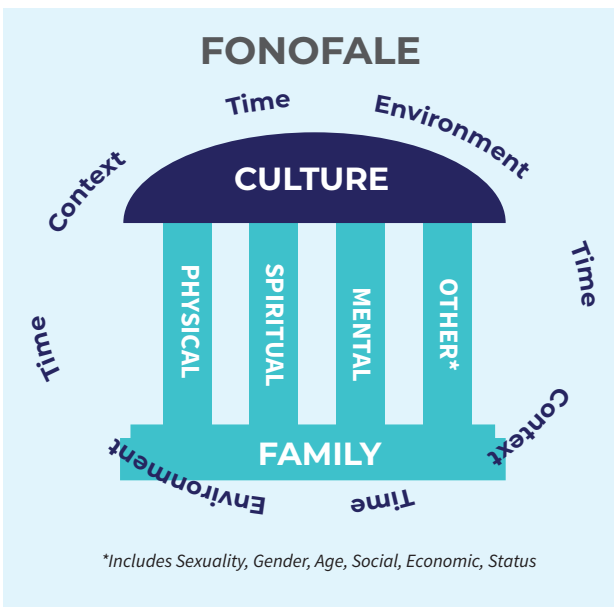 FONOFALE
Time
Environment
Context
CULTURE
Time
PHYSICAL
SPIRITUAL
MENTAL
OTHER*
Time
Context
FAMILY
Environment
Time
*Includes Sexuality, Gender, Age, Social, Economic, Status